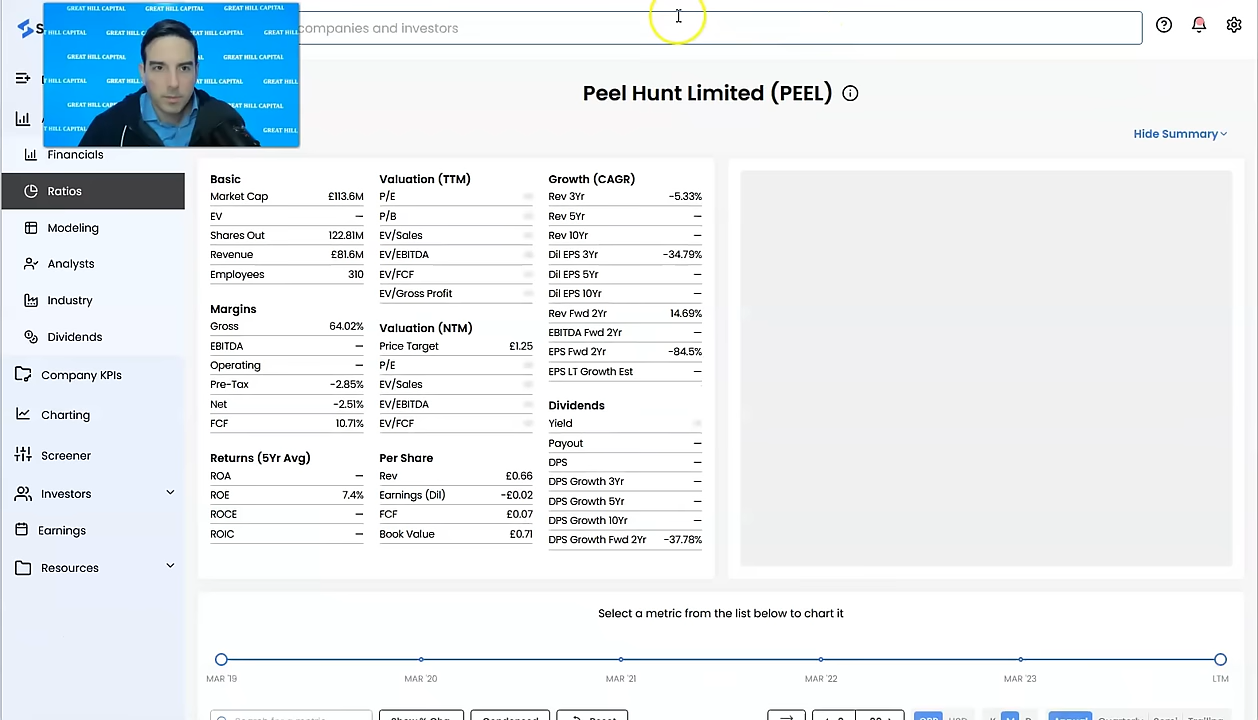 GREAT HILL CAPITAL
companies and investors
Peel Hunt Limited (PEEL)
Hide Summary
Financials
Ratios
Modeling
Analysts
Industry
Dividends
Company KPIs
Charting
Screener
Investors
Earnings
Resources
Basic
Market Cap £113.6M
EV –
Shares Out 122.81M
Revenue £81.6M
Employees 310
Margins
Gross 64.02%
EBITDA –
Operating –
Pre-Tax -2.85%
Net -2.51%
FCF 10.71%
Returns (5Yr Avg)
ROA –
ROE 7.4%
ROCE –
ROIC –
Valuation (TTM)
P/E
P/B
EV/Sales
EV/EBITDA
EV/FCF
EV/Gross Profit
Valuation (NTM)
Price Target £1.25
P/E
EV/Sales
EV/EBITDA
EV/FCF
Per Share
Rev £0.66
Earnings (Dil) -£0.02
FCF £0.07
Book Value £0.71
Growth (CAGR)
Rev 3Yr -5.33%
Rev 5Yr –
Rev 10Yr –
Dil EPS 3Yr -34.79%
Dil EPS 5Yr –
Dil EPS 10Yr –
Rev Fwd 2Yr 14.69%
EBITDA Fwd 2Yr –
EPS Fwd 2Yr -84.5%
EPS LT Growth Est –
Dividends
Yield
Payout –
DPS –
DPS Growth 3Yr –
DPS Growth 5Yr –
DPS Growth 10Yr –
DPS Growth Fwd 2Yr -37.78%
Select a metric from the list below to chart it
MAR '19 MAR '20 MAR '21 MAR '22 MAR '23 LTM